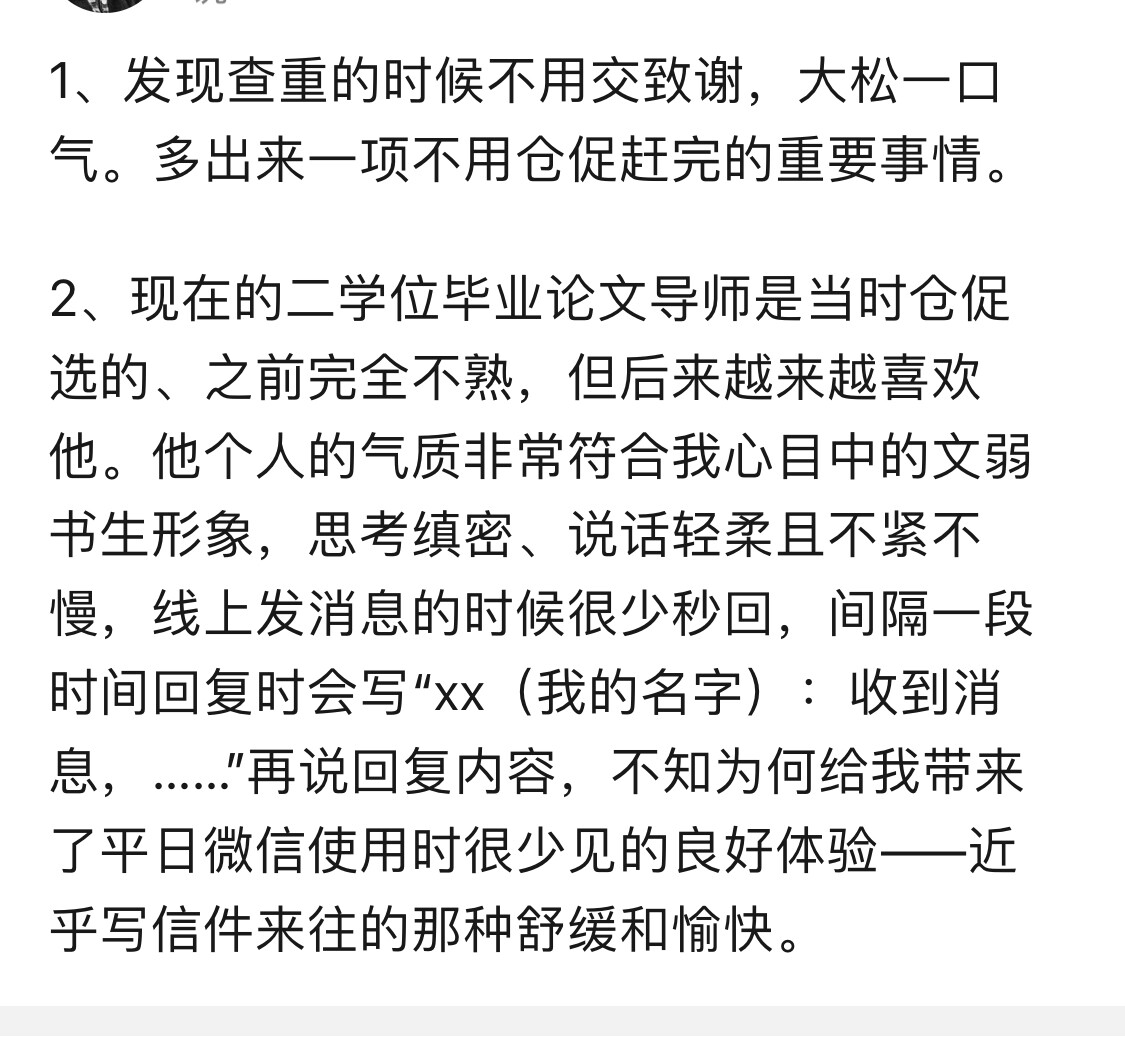 1、发现查重的时候不用交致谢，大松一口
气。多出来一项不用仓促赶完的重要事情。
2、现在的二学位毕业论文导师是当时仓促
选的、之前完全不熟，但后来越来越喜欢
他。他个人的气质非常符合我心目中的文弱
书生形象，思考缜密、说话轻柔且不紧不
慢，线上发消息的时候很少秒回，间隔一段
时间回复时会写“xx（我的名字）：收到消
息，……”再说回复内容，不知为何给我带来
了平日微信使用时很少见的良好体验——近
乎写信件来往的那种舒缓和愉快。